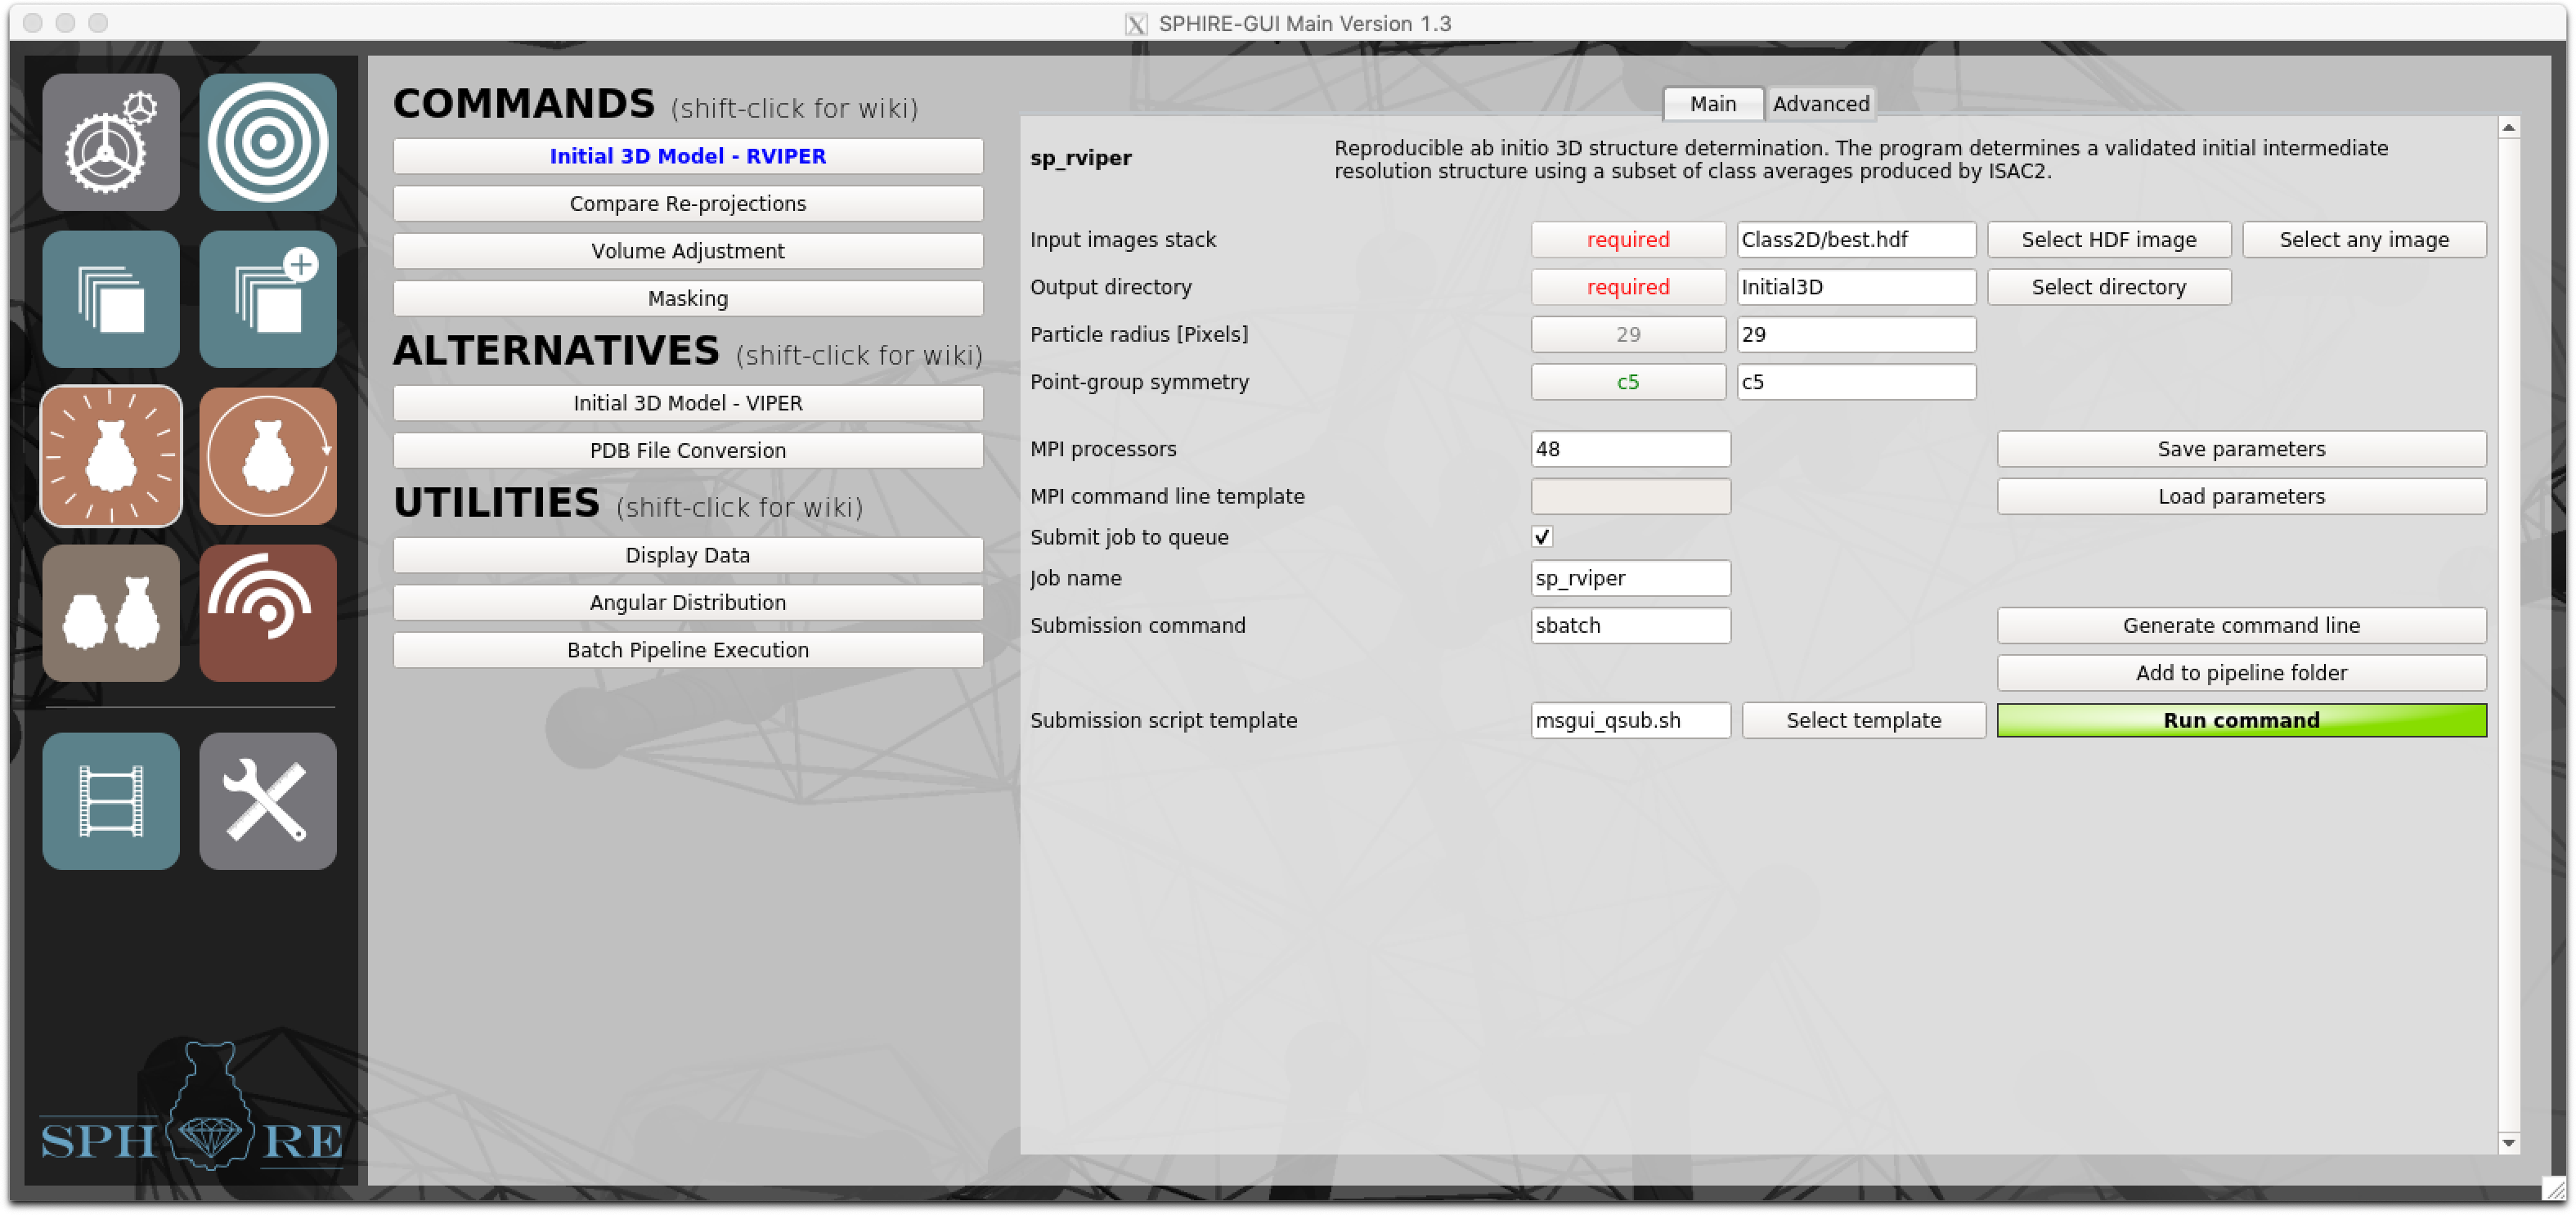 SPHIRE-GUI Main Version 1.3
COMMANDS (shift-click for wiki)
Initial 3D Model - RVIPER
Compare Re-projections
Volume Adjustment
Masking
ALTERNATIVES (shift-click for wiki)
Initial 3D Model - VIPER
PDB File Conversion
UTILITIES (shift-click for wiki)
Display Data
Angular Distribution
Batch Pipeline Execution
SPH RE
Main Advanced
sp_rviper Reproducible ab initio 3D structure determination. The program determines a validated initial intermediate
resolution structure using a subset of class averages produced by ISAC2.
Input images stack required Class2D/best.hdf Select HDF image Select any image
Output directory required Initial3D Select directory
Particle radius [Pixels] 29 29
Point-group symmetry c5 c5
MPI processors 48 Save parameters
MPI command line template Load parameters
Submit job to queue
Job name sp_rviper
Submission command sbatch Generate command line
Add to pipeline folder
Submission script template msgui_qsub.sh Select template Run command